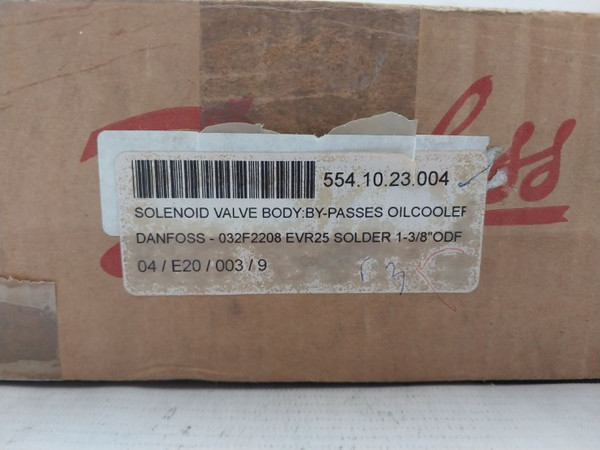 554.10.23.004
SOLENOID VALVE BODY:BY-PASSES OILCOOLER
DANFOSS - 032F2208 EVR25 SOLDER 1-3/8"ODF
04 / E20 / 003 / 9